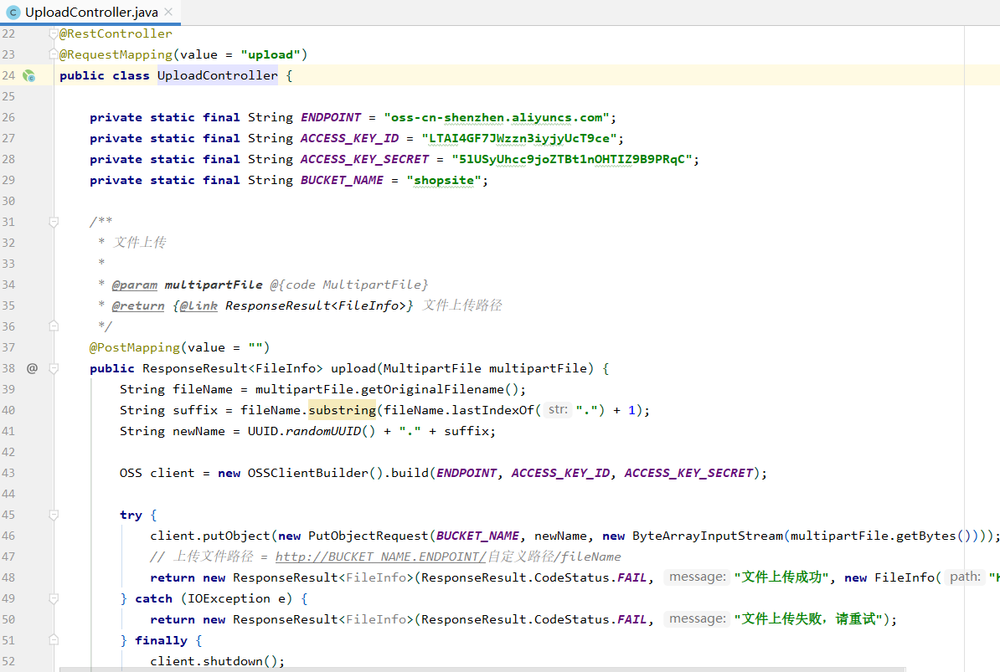 UploadController.java
22 @RestController
23 @RequestMapping(value = "upload")
24 public class UploadController {
25
26 private static final String ENDPOINT = "oss-cn-shenzhen.aliyuncs.com";
27 private static final String ACCESS_KEY_ID = "LTAI4GF7JWzzn3iyjyUcT9ce";
28 private static final String ACCESS_KEY_SECRET = "51USyUhcc9joZTBt1nOHTIZ9B9PRqC";
29 private static final String BUCKET_NAME = "shopsite";
30
31 /**
32 * 文件上传
33 *
34 * @param multipartFile @{code MultipartFile}
35 * @return {@link ResponseResult<FileInfo>} 文件上传路径
36 */
37 @PostMapping(value = "")
38 @ public ResponseResult<FileInfo> upload(MultipartFile multipartFile) {
39 String fileName = multipartFile.getOriginalFilename();
40 String suffix = fileName.substring(fileName.lastIndexOf( str: ".") + 1);
41 String newName = UUID.randomUUID() + "." + suffix;
42
43 OSS client = new OSSClientBuilder().build(ENDPOINT, ACCESS_KEY_ID, ACCESS_KEY_SECRET);
44
45 try {
46 client.putObject(new PutObjectRequest(BUCKET_NAME, newName, new ByteArrayInputStream(multipartFile.getBytes())));
47 // 上传文件路径 = http://BUCKET_NAME.ENDPOINT/自定义路径/fileName
48 return new ResponseResult<FileInfo>(ResponseResult.CodeStatus.FAIL, message: "文件上传成功", new FileInfo( path: "
49 } catch (IOException e) {
50 return new ResponseResult<FileInfo>(ResponseResult.CodeStatus.FAIL, message: "文件上传失败，请重试");
51 } finally {
52 client.shutdown();